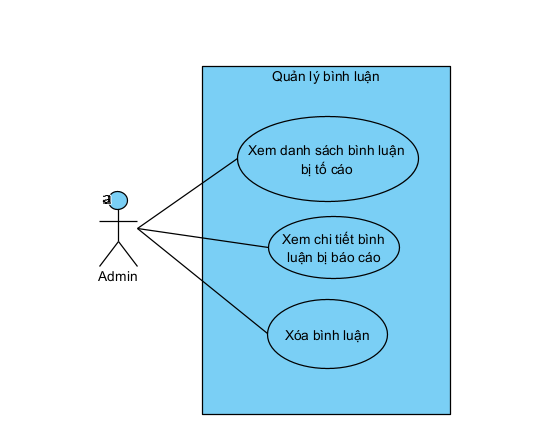 Quản lý bình luận
Xem danh sách bình luận
bị tố cáo
a
Xem chi tiết bình
luận bị báo cáo
Admin
Xóa bình luận